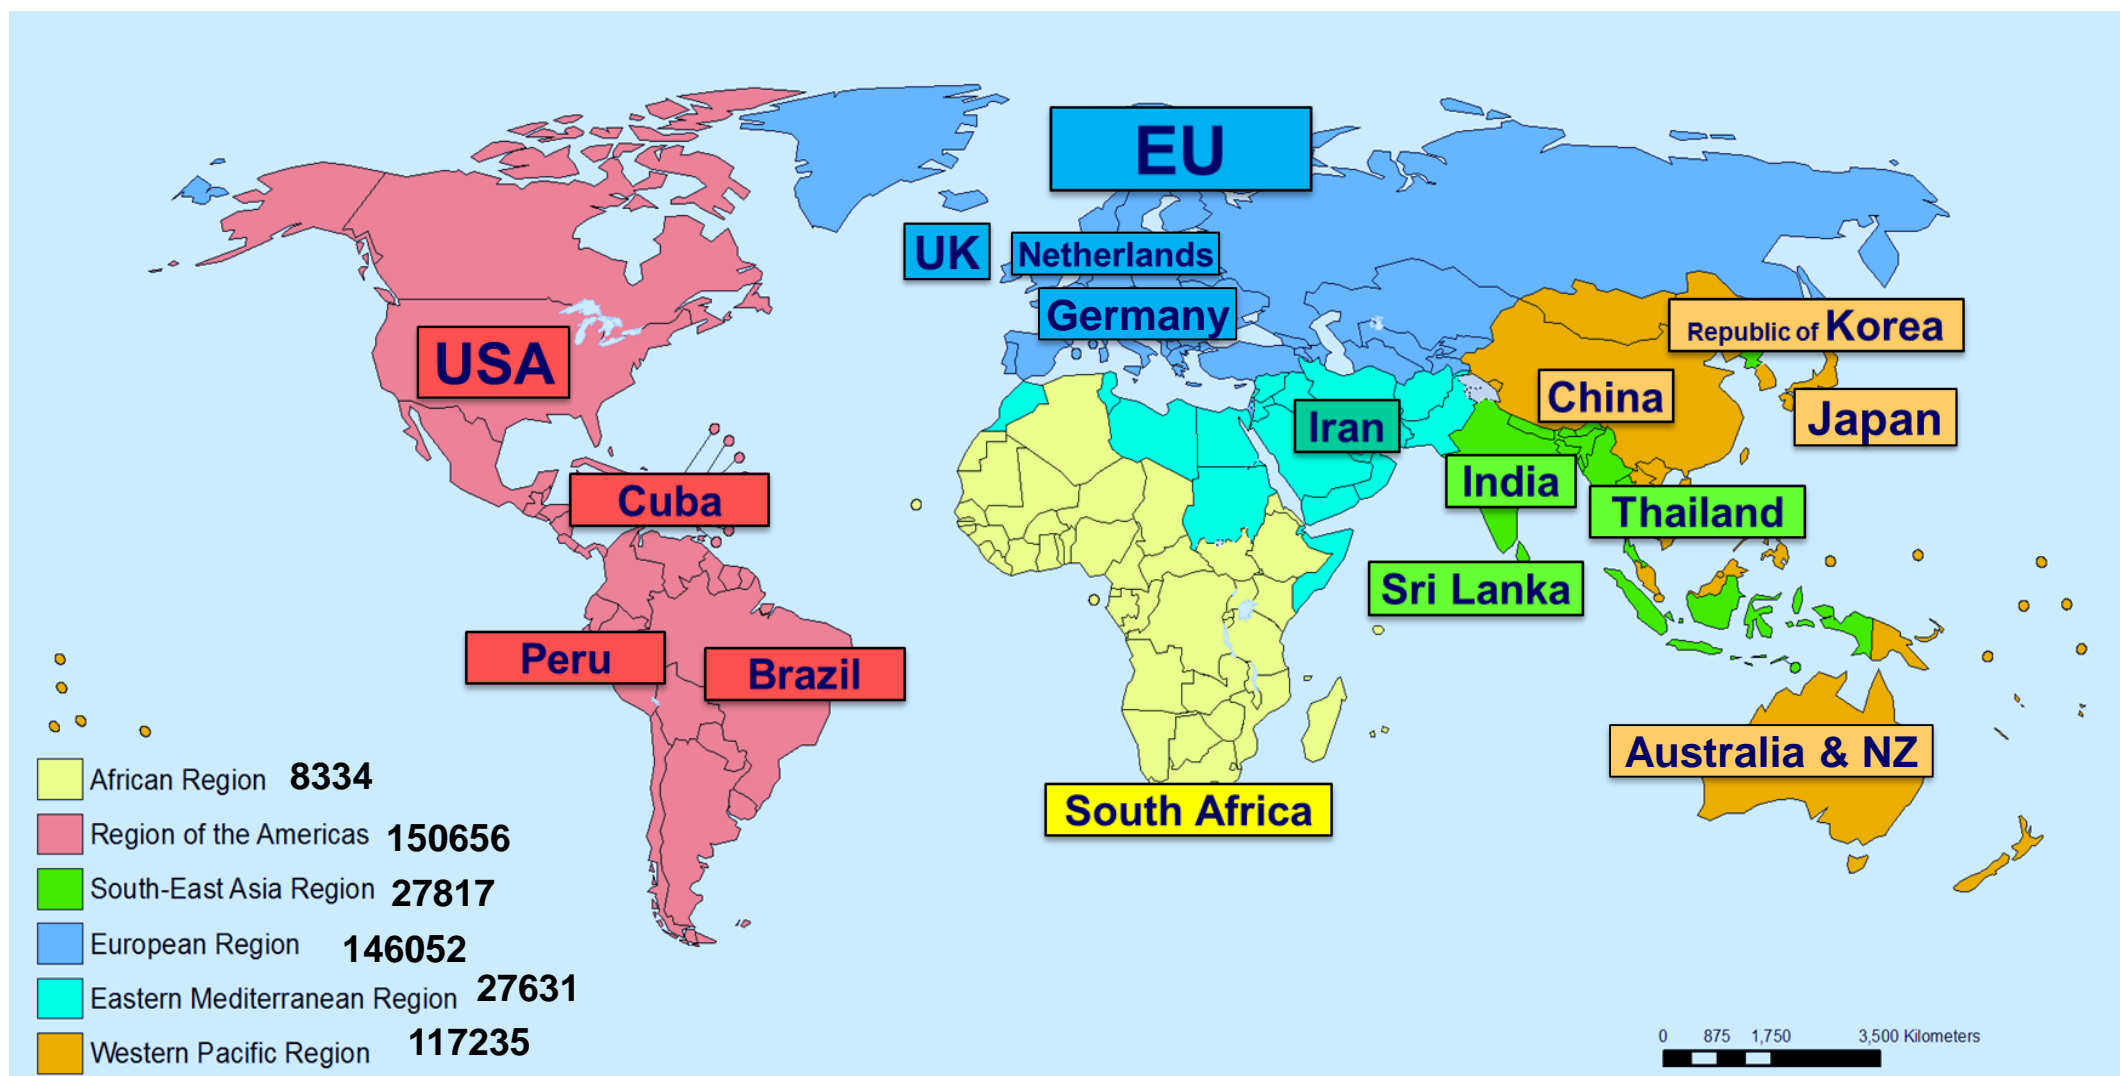 EU
UK
Netherlands
Germany
Republic of Korea
USA
China
Japan
Iran
India
Cuba
Thailand
Sri Lanka
Peru
Brazil
Australia & NZ
South Africa
African Region 8334
Region of the Americas 150656
South-East Asia Region 27817
European Region 146052
Eastern Mediterranean Region 27631
Western Pacific Region 117235
0 875 1,750 3,500 Kilometers